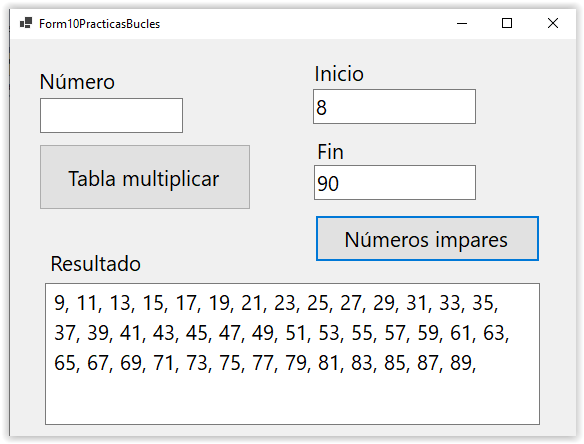 Form10PracticasBucles
Número
Tabla multiplicar
Inicio
8
Fin
90
Números impares
Resultado
9, 11, 13, 15, 17, 19, 21, 23, 25, 27, 29, 31, 33, 35,
37, 39, 41, 43, 45, 47, 49, 51, 53, 55, 57, 59, 61, 63,
65, 67, 69, 71, 73, 75, 77, 79, 81, 83, 85, 87, 89,